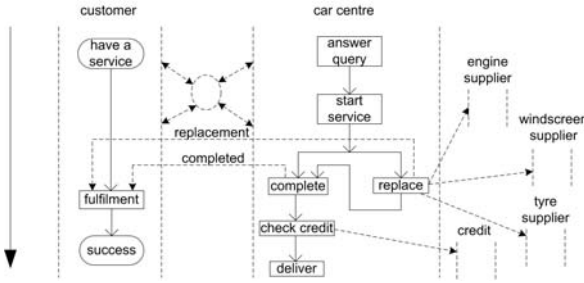 customer
car centre
have a
service
answer
query
engine
supplier
start
service
windscreen
supplier
replacement
completed
complete
replace
fulfilment
tyre
supplier
check credit
credit
success
deliver